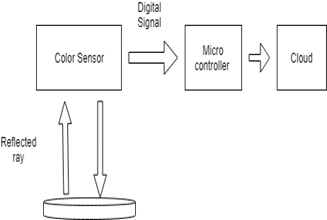 Digital
Signal
Color Sensor
Micro
controller
Cloud
Reflected
ray